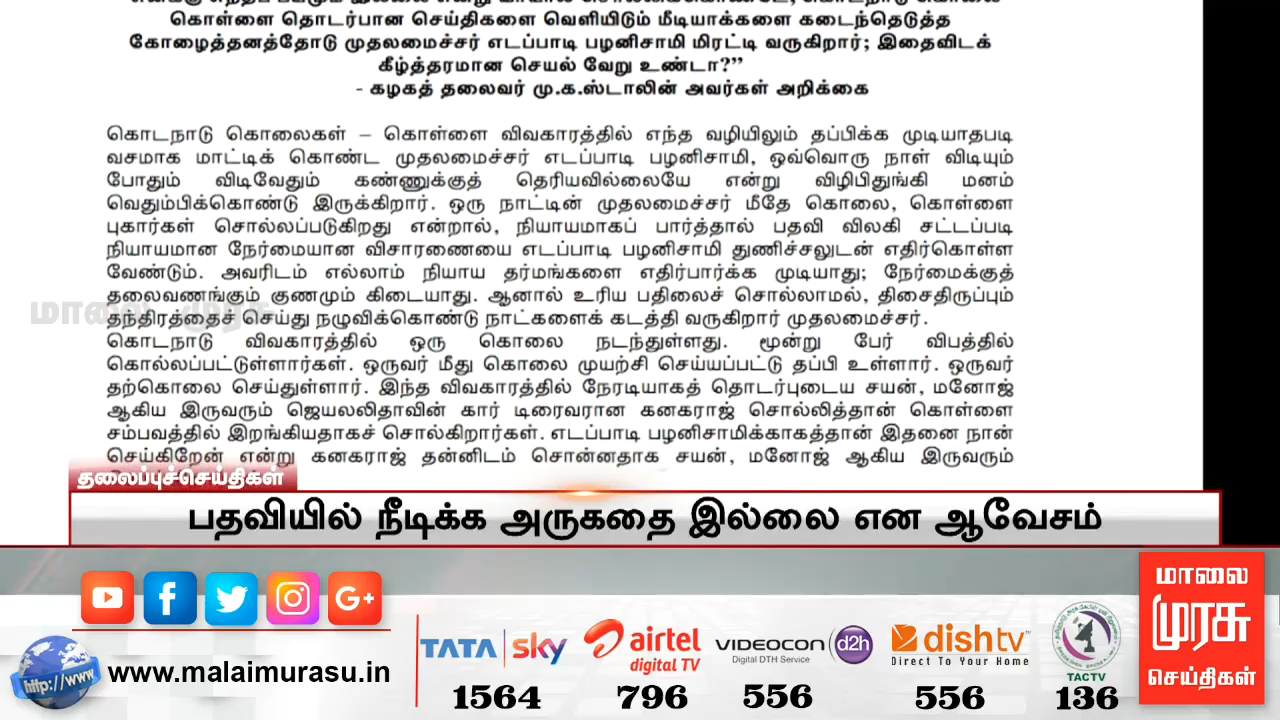 கொள்ளை தொடர்பான செய்திகளை வெளியிடும் மீடியாக்களை கடைந்தெடுத்த
கோழைத்தனத்தோடு முதலமைச்சர் எடப்பாடி பழனிசாமி மிரட்டி வருகிறார்; இதைவிடக்
கீழ்த்தரமான செயல் வேறு உண்டா?”
- கழகத் தலைவர் மு.க.ஸ்டாலின் அவர்கள் அறிக்கை
கொடநாடு கொலைகள் – கொள்ளை விவகாரத்தில் எந்த வழியிலும் தப்பிக்க முடியாதபடி
வசமாக மாட்டிக் கொண்ட முதலமைச்சர் எடப்பாடி பழனிசாமி, ஒவ்வொரு நாள் விடியும்
போதும் விடிவேதும் கண்ணுக்குத் தெரியவில்லையே என்று விழிபிதுங்கி மனம்
வெதும்பிக்கொண்டு இருக்கிறார். ஒரு நாட்டின் முதலமைச்சர் மீதே கொலை, கொள்ளை
புகார்கள் சொல்லப்படுகிறது என்றால், நியாயமாகப் பார்த்தால் பதவி விலகி சட்டப்படி
நியாயமான நேர்மையான விசாரணையை எடப்பாடி பழனிசாமி துணிச்சலுடன் எதிர்கொள்ள
வேண்டும். அவரிடம் எல்லாம் நியாய தர்மங்களை எதிர்பார்க்க முடியாது; நேர்மைக்குத்
தலைவணங்கும் குணமும் கிடையாது. ஆனால் உரிய பதிலைச் சொல்லாமல், திசைதிருப்பும்
தந்திரத்தைச் செய்து நழுவிக்கொண்டு நாட்களைக் கடத்தி வருகிறார் முதலமைச்சர்.
மாலை முரசு
கொடநாடு விவகாரத்தில் ஒரு கொலை நடந்துள்ளது. மூன்று பேர் விபத்தில்
கொல்லப்பட்டுள்ளார்கள். ஒருவர் மீது கொலை முயற்சி செய்யப்பட்டு தப்பி உள்ளார். ஒருவர்
தற்கொலை செய்துள்ளார். இந்த விவகாரத்தில் நேரடியாகத் தொடர்புடைய சயன், மனோஜ்
ஆகிய இருவரும் ஜெயலலிதாவின் கார் டிரைவரான கனகராஜ் சொல்லித்தான் கொள்ளை
சம்பவத்தில் இறங்கியதாகச் சொல்கிறார்கள். எடப்பாடி பழனிசாமிக்காகத்தான் இதனை நான்
செய்கிறேன் என்று கனகராஜ் தன்னிடம் சொன்னதாக சயன், மனோஜ் ஆகிய இருவரும்
தலைப்புச்செய்திகள்
பதவியில் நீடிக்க அருகதை இல்லை என ஆவேசம்
http://www
www.malaimurasu.in
TATA sky
1564
airtel
digital TV
796
VIDEOCON d2h
Digital DTH Service
556
dishtv
Direct To Your Home
556
TACTV
136
மாலை
முரசு
செய்திகள்